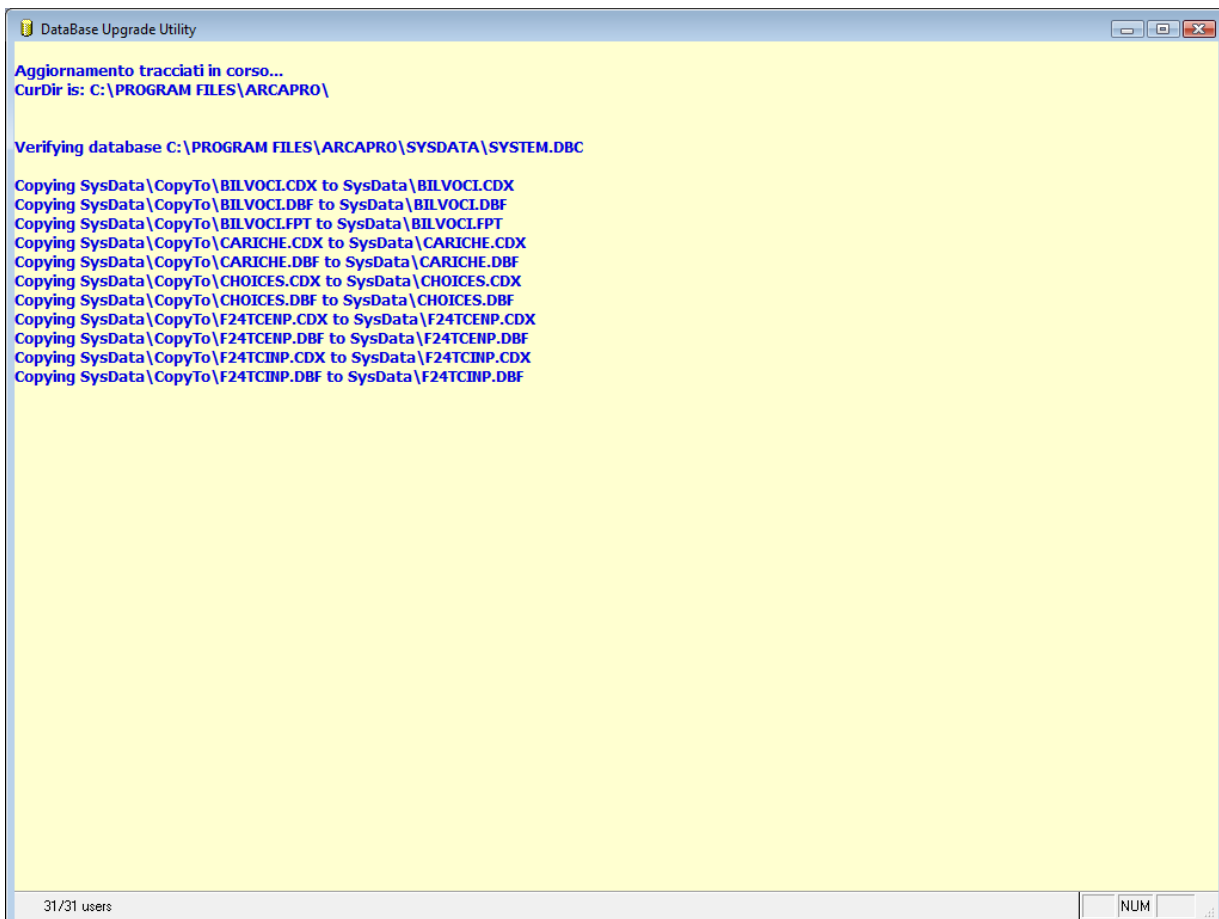 DataBase Upgrade Utility
Aggiornamento tracciati in corso...
CurDir is: C:\PROGRAM FILES\ARCAPRO\
Verifying database C:\PROGRAM FILES\ARCAPRO\SYSDATA\SYSTEM.DBC
Copying SysData\CopyTo\BILVOCI.CDX to SysData\BILVOCI.CDX
Copying SysData\CopyTo\BILVOCI.DBF to SysData\BILVOCI.DBF
Copying SysData\CopyTo\BILVOCI.FPT to SysData\BILVOCI.FPT
Copying SysData\CopyTo\CARICHE.CDX to SysData\CARICHE.CDX
Copying SysData\CopyTo\CARICHE.DBF to SysData\CARICHE.DBF
Copying SysData\CopyTo\CHOICES.CDX to SysData\CHOICES.CDX
Copying SysData\CopyTo\CHOICES.DBF to SysData\CHOICES.DBF
Copying SysData\CopyTo\F24TCENP.CDX to SysData\F24TCENP.CDX
Copying SysData\CopyTo\F24TCENP.DBF to SysData\F24TCENP.DBF
Copying SysData\CopyTo\F24TCINP.CDX to SysData\F24TCINP.CDX
Copying SysData\CopyTo\F24TCINP.DBF to SysData\F24TCINP.DBF
31/31 users
NUM